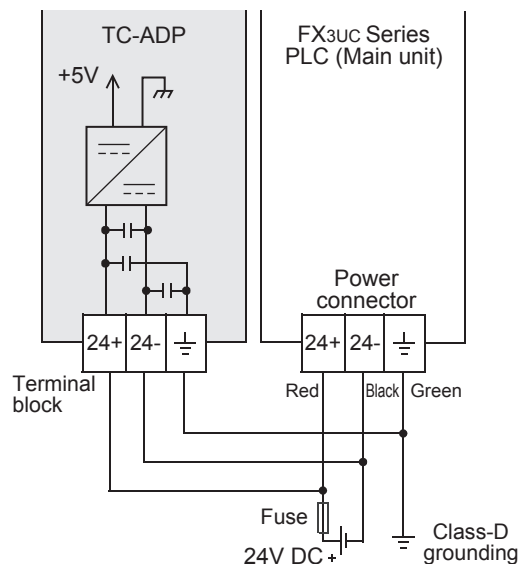 TC-ADP
FX3UC Series
PLC (Main unit)
+5V
Power
connector
24+ 24-
24+ 24-
Terminal
block
Red Black Green
Fuse
24V DC +
Class-D
grounding